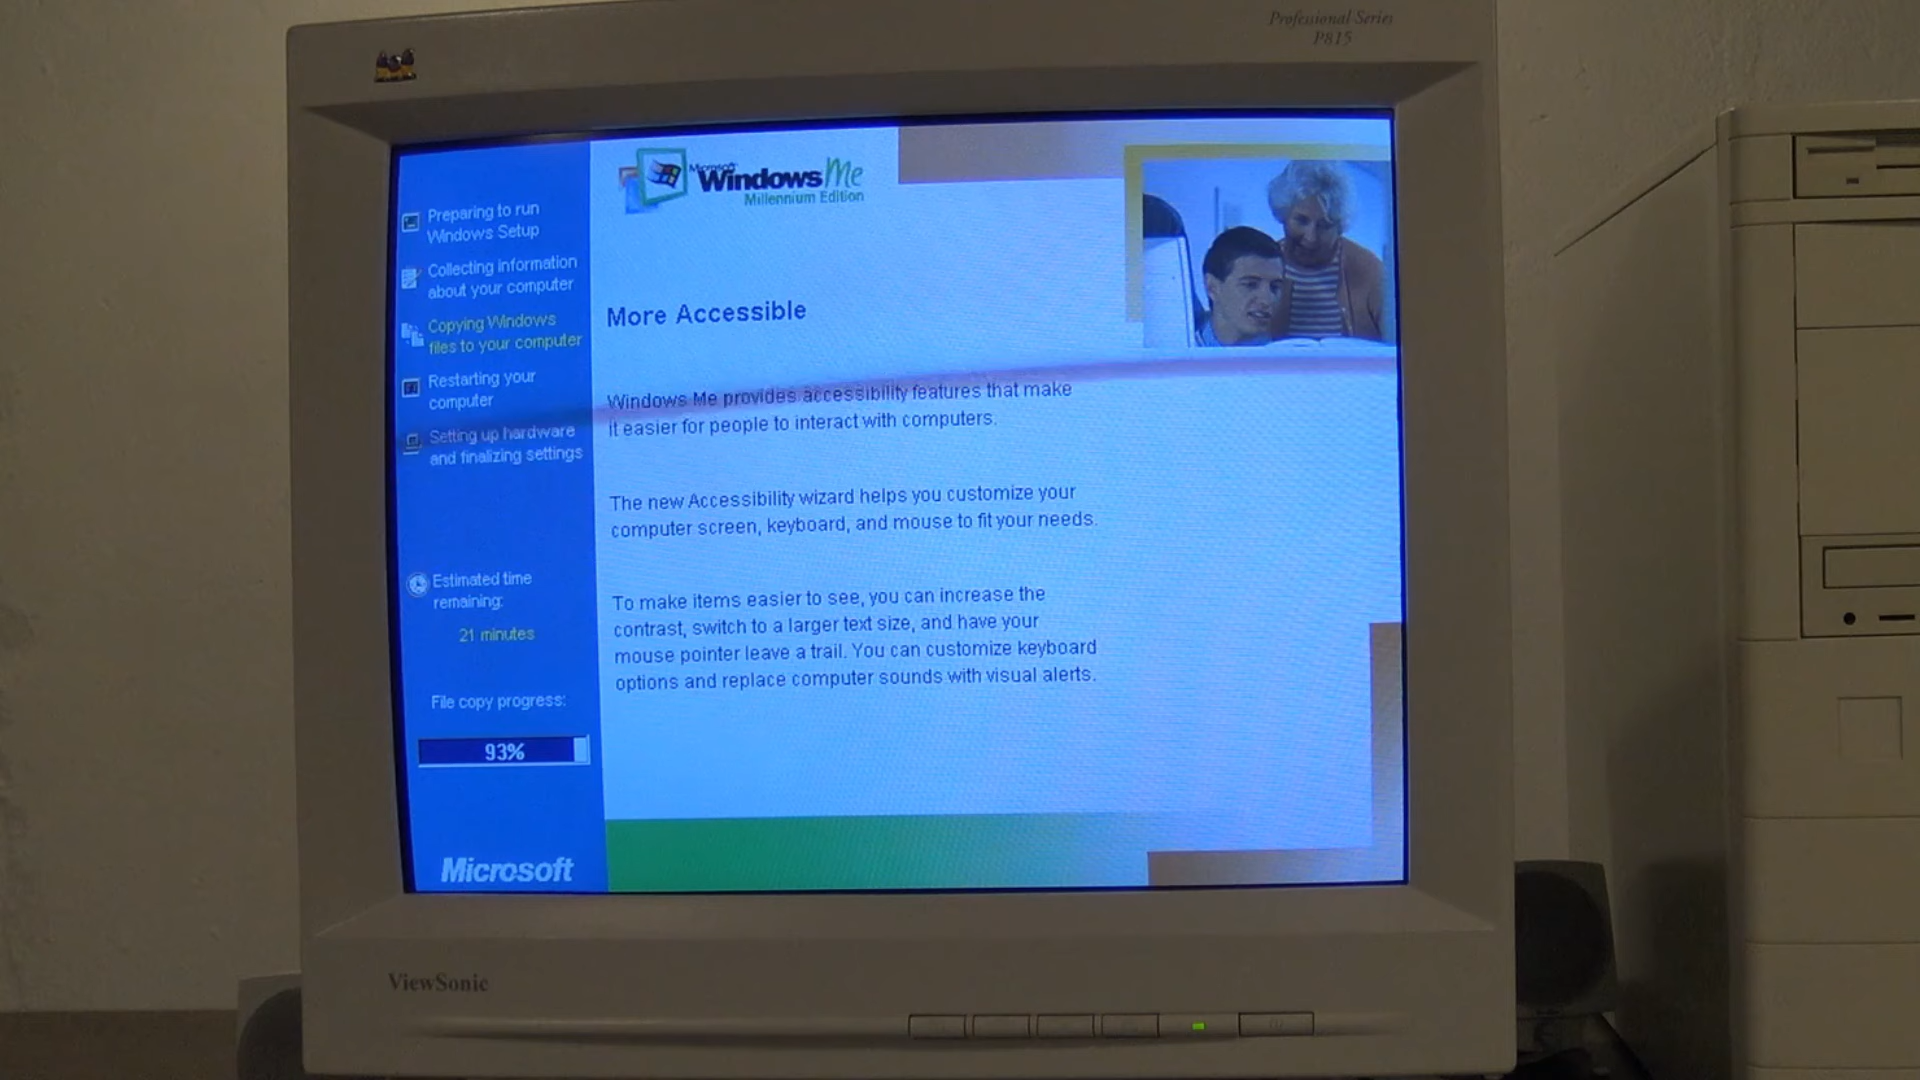 Professional Series
P815
Preparing to run
Windows Setup
Collecting information
about your computer
Copying Windows
files to your computer
Restarting your
computer
Setting up hardware
and finalizing settings
Estimated time
remaining:
21 minutes
File copy progress:
93%
Microsoft
Microsoft
Windows Me
Millennium Edition
More Accessible
Windows Me provides accessibility features that make
it easier for people to interact with computers.
The new Accessibility wizard helps you customize your
computer screen, keyboard, and mouse to fit your needs.
To make items easier to see, you can increase the
contrast, switch to a larger text size, and have your
mouse pointer leave a trail. You can customize keyboard
options and replace computer sounds with visual alerts.
ViewSonic